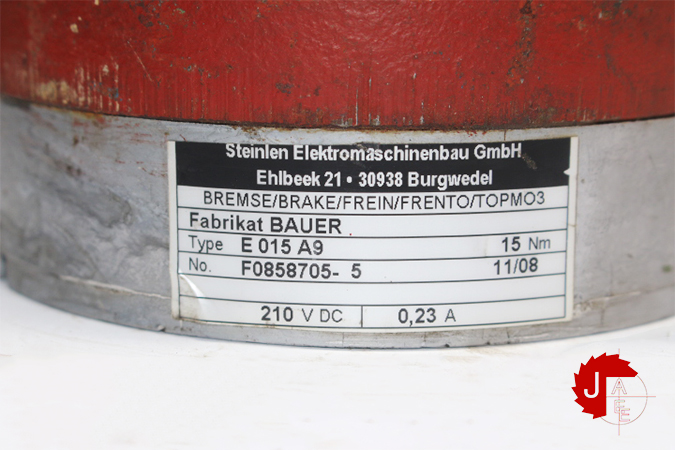 Steinlen Elektromaschinenbau GmbH
Ehlbeek 21 • 30938 Burgwedel
BREMSE/BRAKE/FREIN/FRENTO/TOPMO3
Fabrikat BAUER
Type E 015 A9 15 Nm
No. F0858705- 5 11/08
210 V DC 0,23 A
J